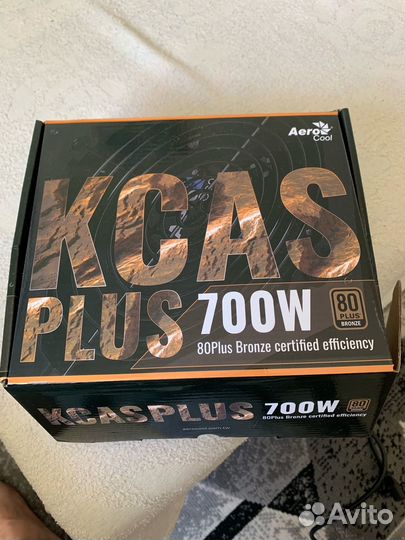 Aero
Cool
KCAS
PLUS 700W
80 PLUS BRONZE
80Plus Bronze certified efficiency
KCASPLUS 700W 80
80Plus Bronze certified efficiency
Avito